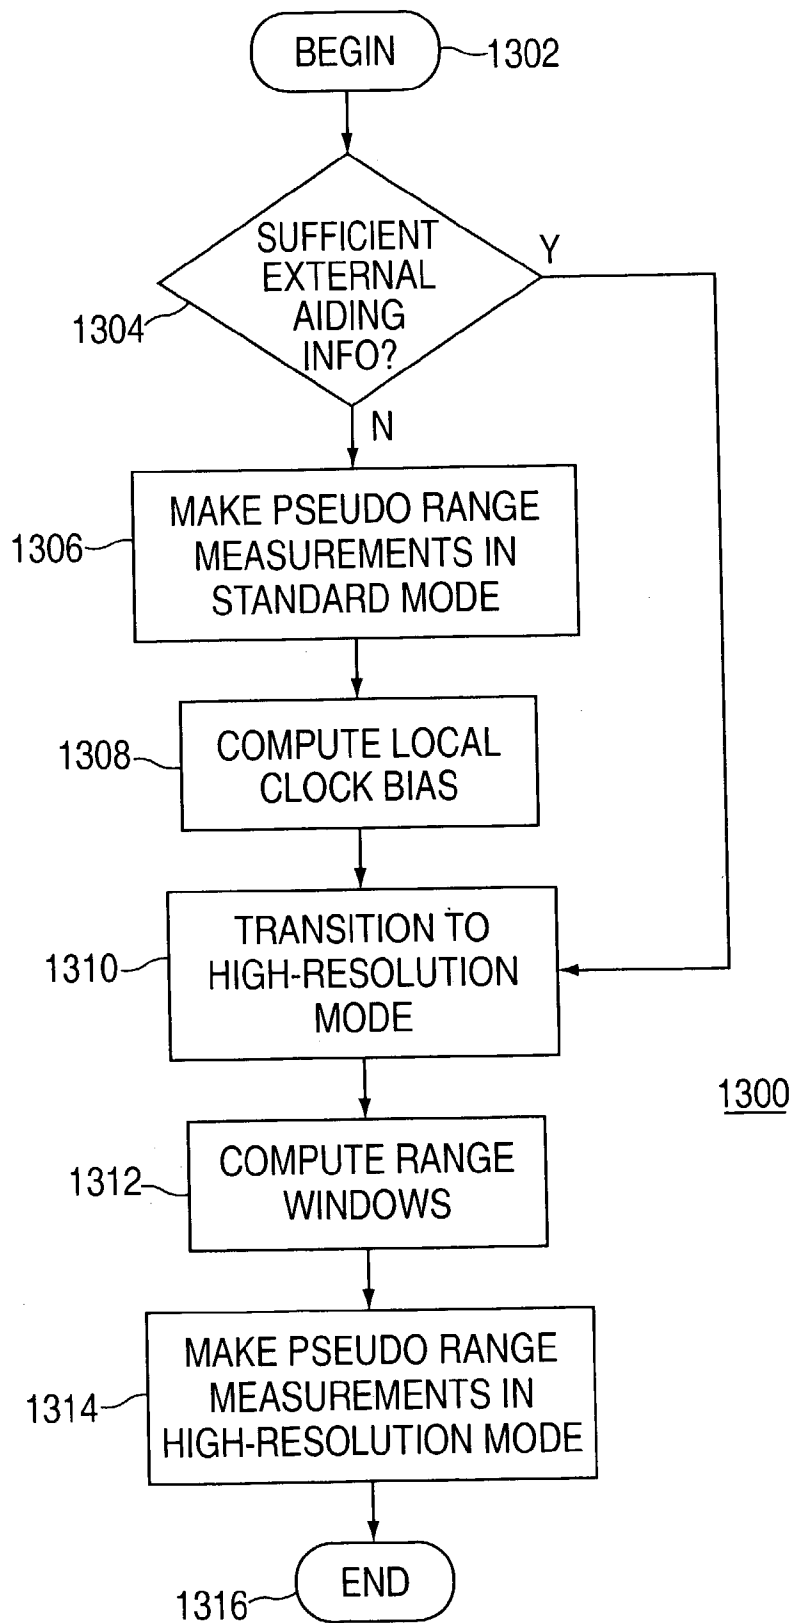 BEGIN
1302
SUFFICIENT
EXTERNAL
AIDING
INFO?
Y
1304
N
MAKE PSEUDO RANGE
MEASUREMENTS IN
STANDARD MODE
1306
COMPUTE LOCAL
CLOCK BIAS
1308
TRANSITION TO
HIGH-RESOLUTION
MODE
1310
1300
COMPUTE RANGE
WINDOWS
1312
MAKE PSEUDO RANGE
MEASUREMENTS IN
HIGH-RESOLUTION MODE
1314
END
1316